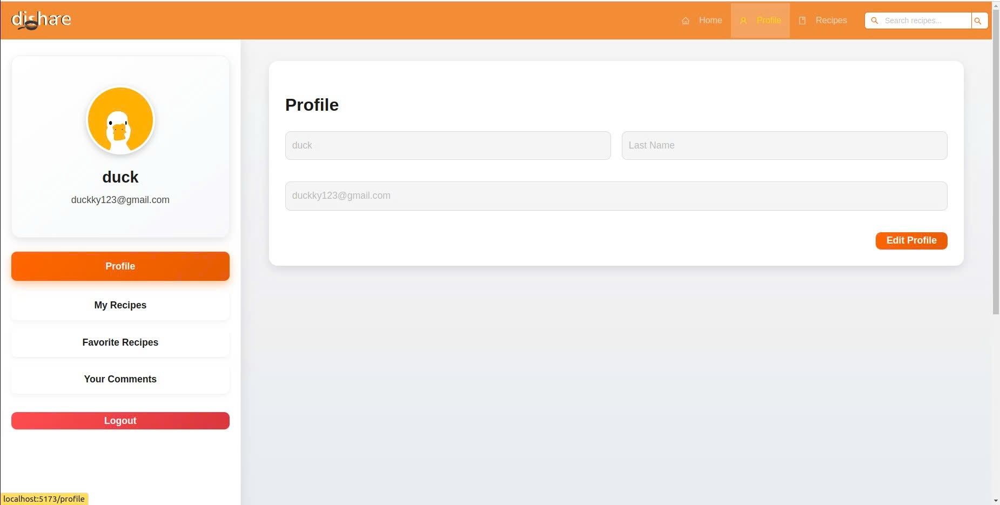 dishare
Home
Profile
Recipes
Search recipes...
duck
duckky123@gmail.com
Profile
My Recipes
Favorite Recipes
Your Comments
Logout
Profile
duck
Last Name
duckky123@gmail.com
Edit Profile
localhost:5173/profile